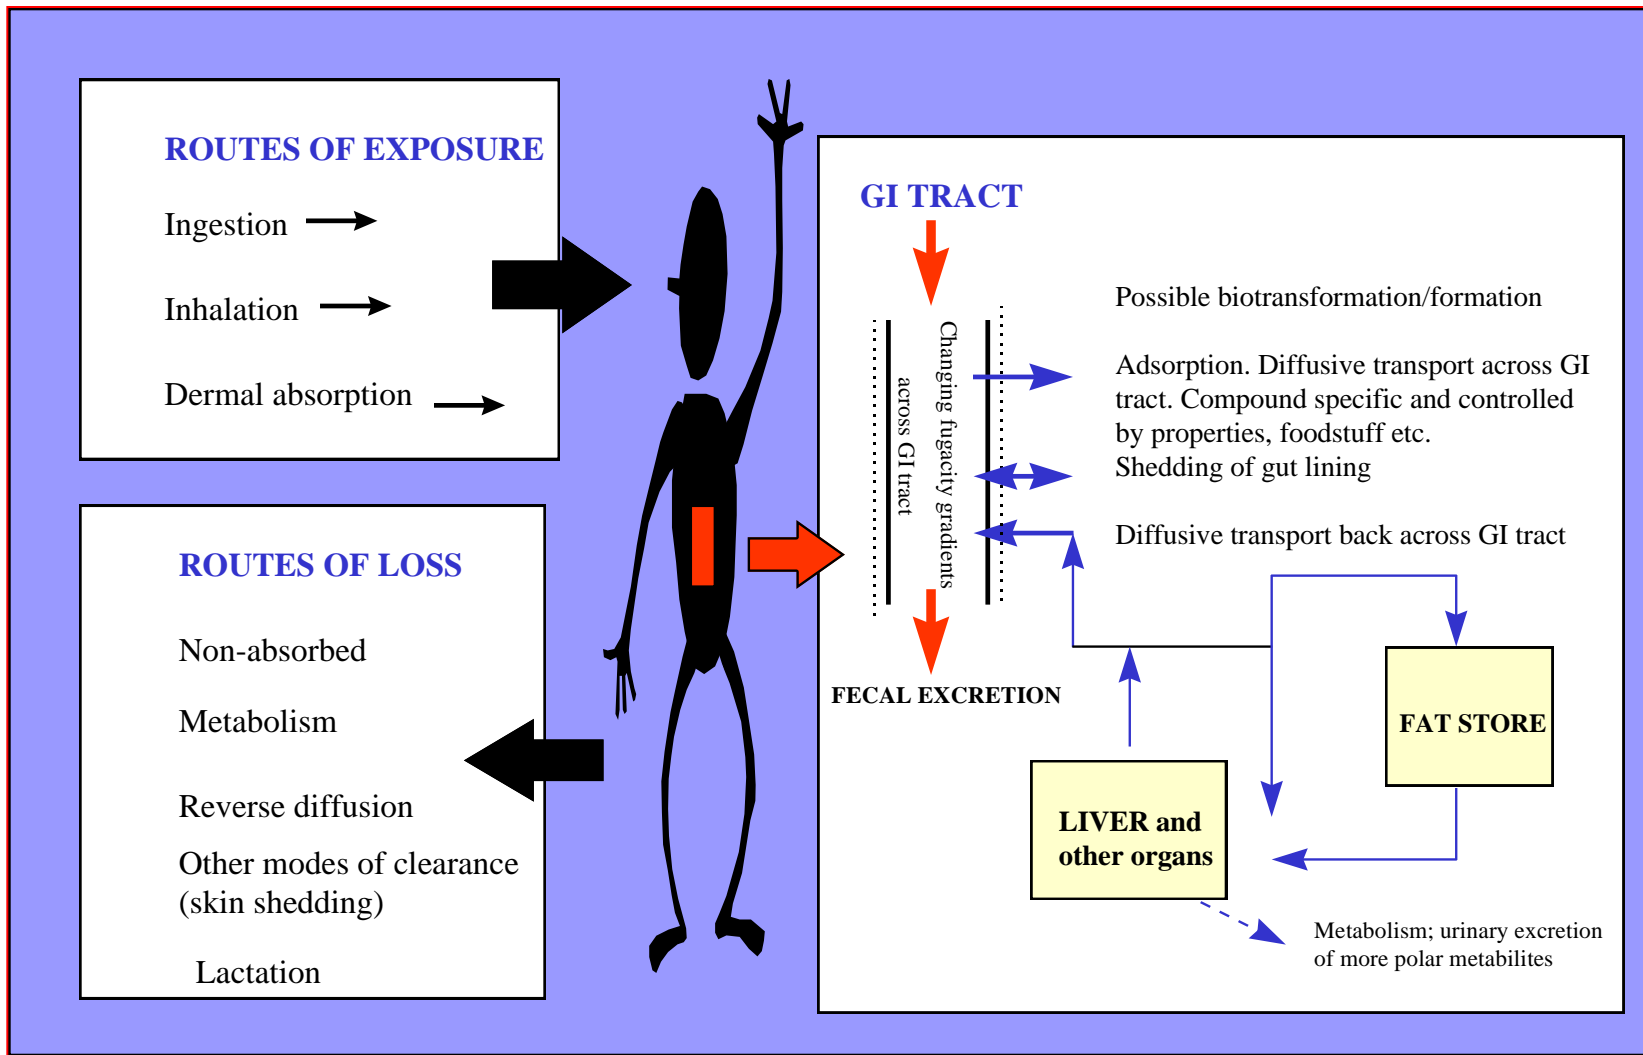 ROUTES OF EXPOSURE
Ingestion
Inhalation
Dermal absorption
ROUTES OF LOSS
Non-absorbed
Metabolism
Reverse diffusion
Other modes of clearance
(skin shedding)
Lactation
GI TRACT
Changing fugacity gradients
across GI tract
FECAL EXCRETION
Possible biotransformation/formation
Adsorption. Diffusive transport across GI
tract. Compound specific and controlled
by properties, foodstuff etc.
Shedding of gut lining
Diffusive transport back across GI tract
FAT STORE
LIVER and
other organs
Metabolism; urinary excretion
of more polar metabilites